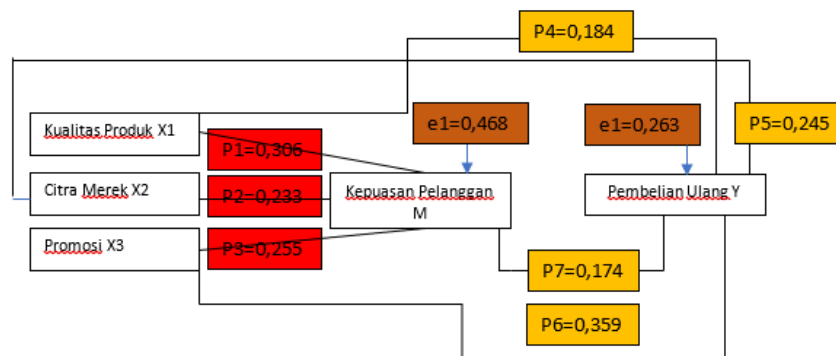 P4=0,184
Kualitas Produk X1
e1=0,468
e1=0,263
P5=0,245
P1=0,306
Citra Merek X2
P2=0,233
Kepuasan Pelanggan
M
Pembelian Ulang Y
Promosi X3
P3=0,255
P7=0,174
P6=0,359